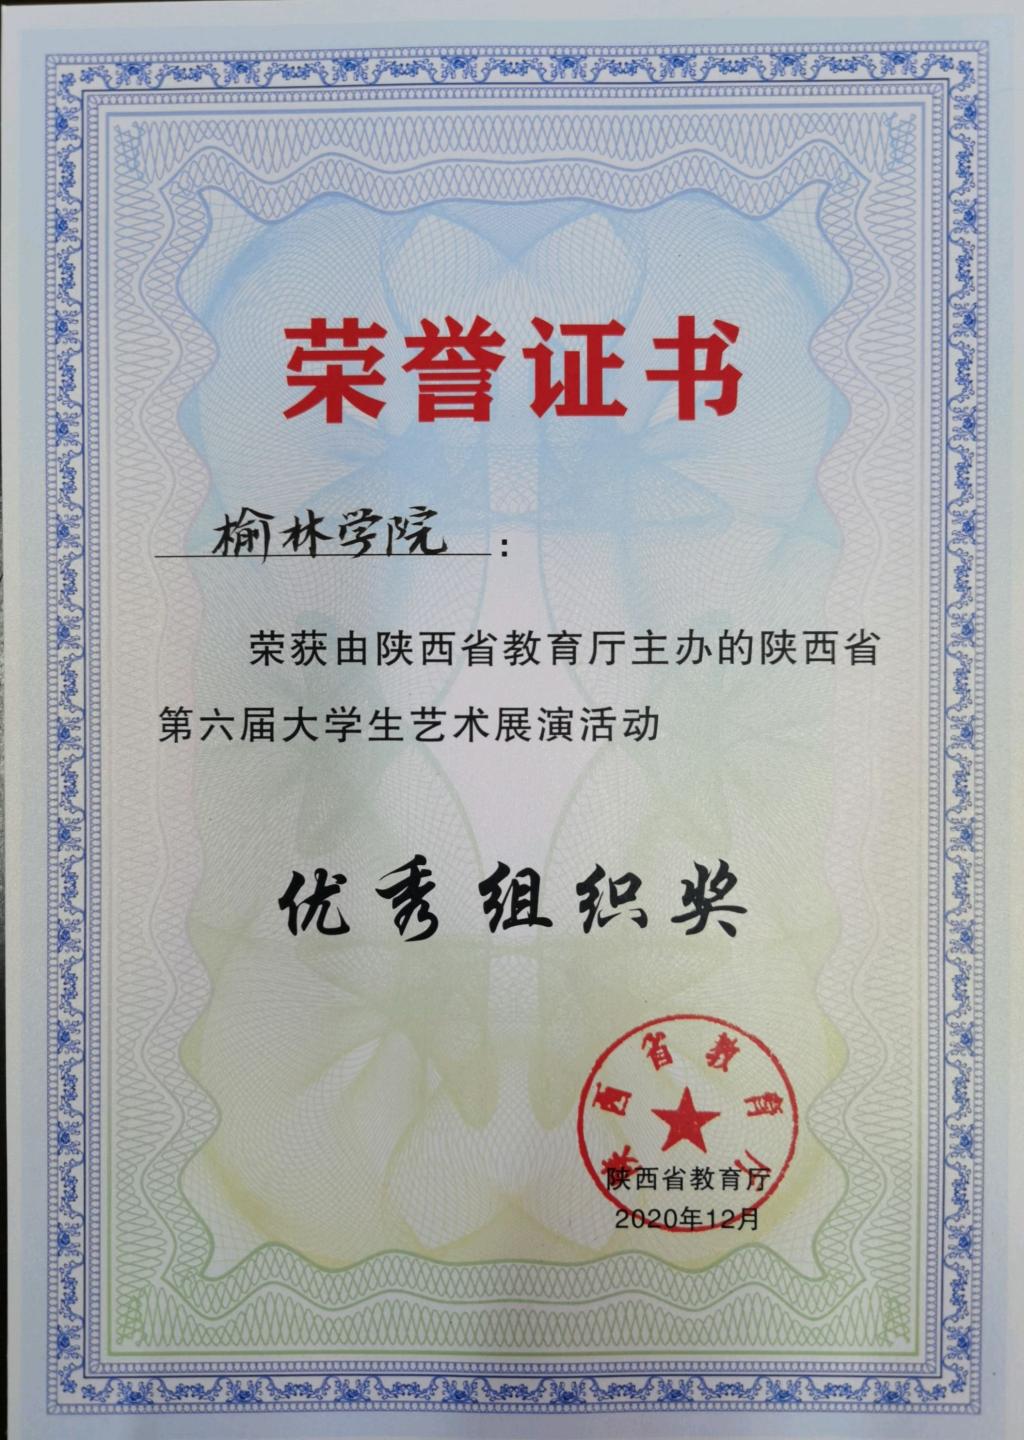 荣誉证书
榆林学院:
荣获由陕西省教育厅主办的陕西省
第六届大学生艺术展演活动
优秀组织奖
陕西省教育厅
陕西省教育厅
2020年12月